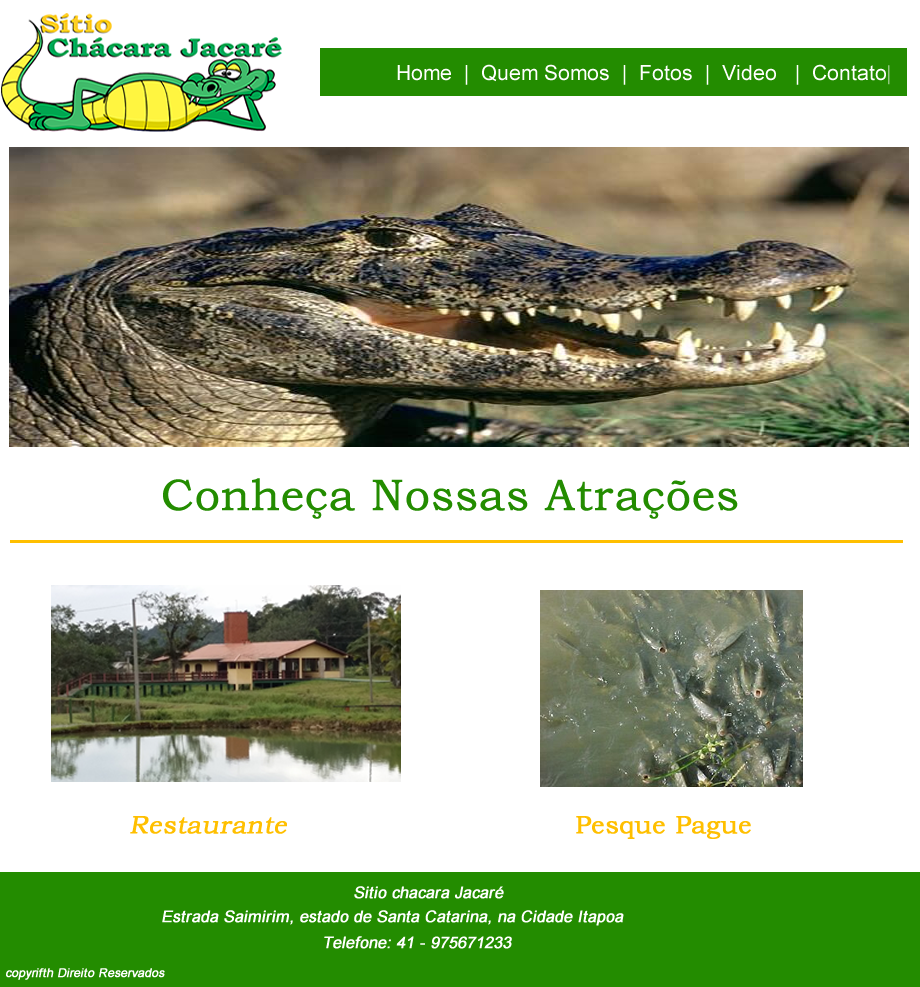 Sítio
Chácara Jacaré
Home | Quem Somos | Fotos | Video | Contato|
Conheça Nossas Atrações
Restaurante
Pesque Pague
Sitio chacara Jacaré
Estrada Saimirim, estado de Santa Catarina, na Cidade Itapoa
Telefone: 41 - 975671233
copyrifth Direito Reservados